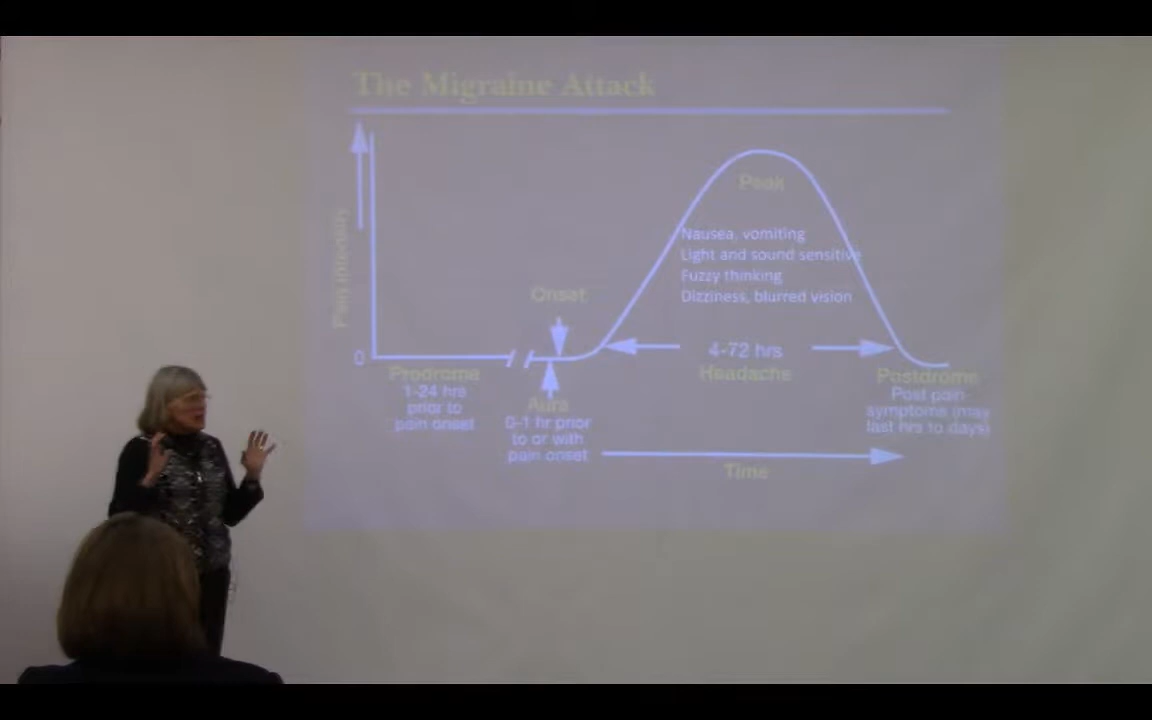 The Migraine Attack
Pain Intensity
0
Peak
Nausea, vomiting
Light and sound sensitive
Fuzzy thinking
Dizziness, blurred vision
Onset
4-72 hrs
Headache
Prodrome
1-24 hrs
prior to
pain onset
Aura
0-1 hr prior
to or with
pain onset
Postdrome
Post pain
symptoms (may
last hrs to days)
Time